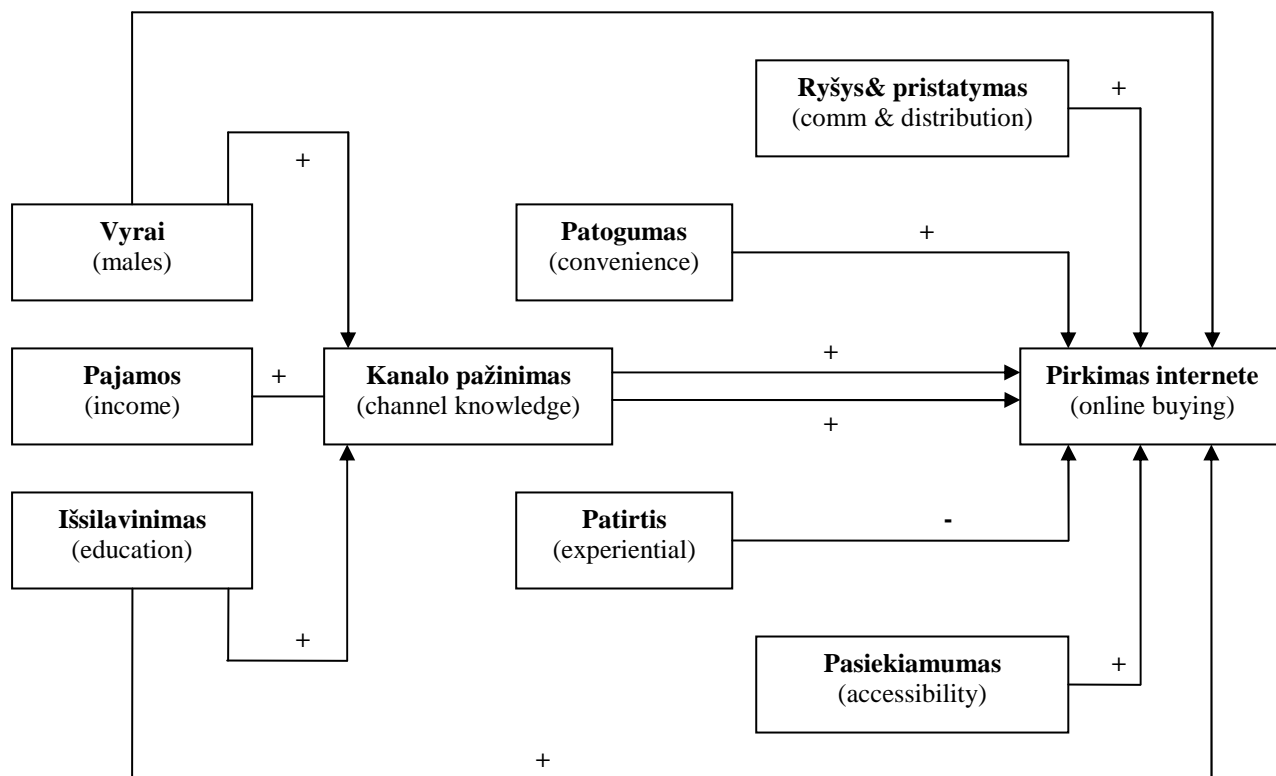 Ryšys& pristatymas
(comm & distribution)
+
+
Vyrai
(males)
Patogumas
(convenience)
+
Pajamos
(income)
+
Kanalo pažinimas
(channel knowledge)
+
+
Pirkimas internete
(online buying)
Išsilavinimas
(education)
Patirtis
(experiential)
-
+
Pasiekiamumas
(accessibility)
+
+